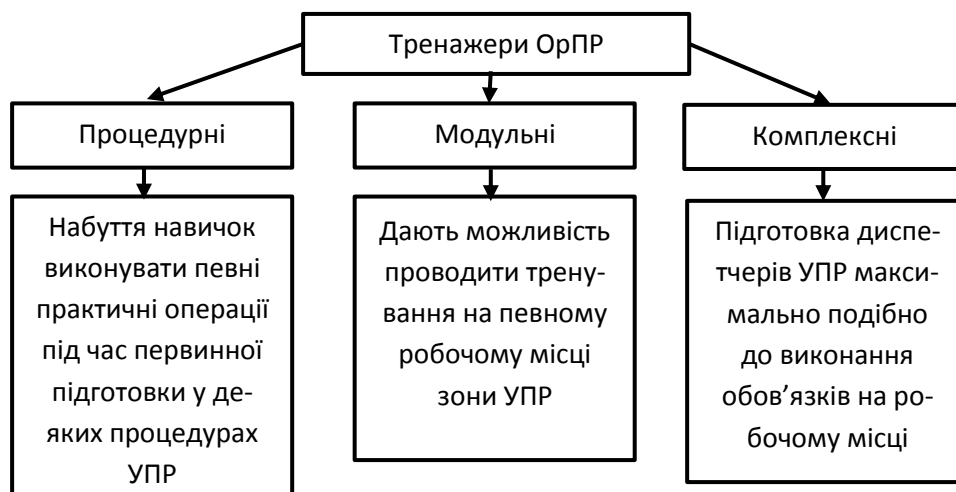 Тренажери ОрПР
Процедурні
Модульні
Комплексні
Набуття навичок
виконувати певні
практичні операції
під час первинної
підготовки у де-
яких процедурах
УПР
Дають можливість
проводити трену-
вання на певному
робочому місці
зони УПР
Підготовка диспе-
тчерів УПР макси-
мально подібно
до виконання
обов’язків на ро-
бочому місці